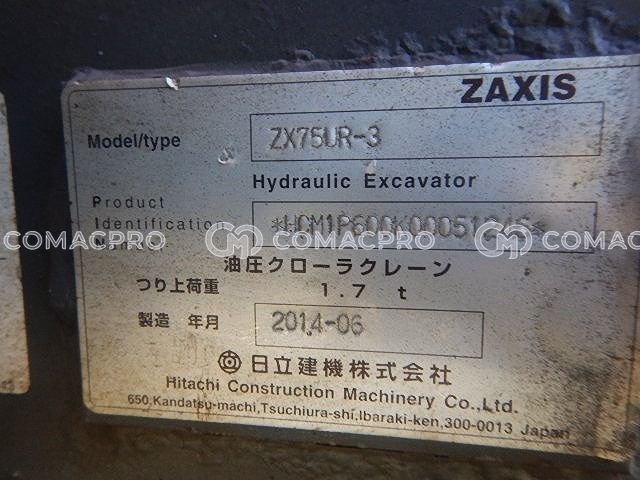 ZAXIS
Model/type ZX75UR-3
Hydraulic Excavator
Product
Identification
油圧クローラクレーン
つり上荷重 1.7 t
製造 年月 2014-06
日立建機株式会社
Hitachi Construction Machinery Co.,Ltd.
650,Kandatsu-machi,Tsuchiura-shi,Ibaraki-ken,300-0013 Japan
COMACPRO COMACPRO COMACPRO